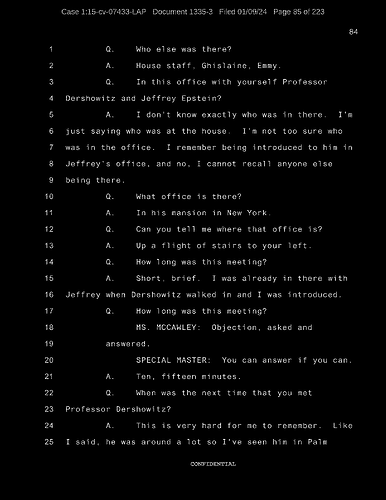 Case 1:15-cv-07433-LAP Document 1335-3 Filed 01/09/24 Page 85 of 223
84
1 Q. Who else was there?
2 A. House staff, Ghislaine, Emmy.
3 Q. In this office with yourself Professor
4 Dershowitz and Jeffrey Epstein?
5 A. I don't know exactly who was in there. I'm
6 just saying who was at the house. I'm not too sure who
7 was in the office. I remember being introduced to him in
8 Jeffrey's office, and no, I cannot recall anyone else
9 being there.
10 Q. What office is there?
11 A. In his mansion in New York.
12 Q. Can you tell me where that office is?
13 A. Up a flight of stairs to your left.
14 Q. How long was this meeting?
15 A. Short, brief. I was already in there with
16 Jeffrey when Dershowitz walked in and I was introduced.
17 Q. How long was this meeting?
18 MS. MCCAWLEY: Objection, asked and
19 answered.
20 SPECIAL MASTER: You can answer if you can.
21 A. Ten, fifteen minutes.
22 Q. When was the next time that you met
23 Professor Dershowitz?
24 A. This is very hard for me to remember. Like
25 I said, he was around a lot so I've seen him in Palm
CONFIDENTIAL